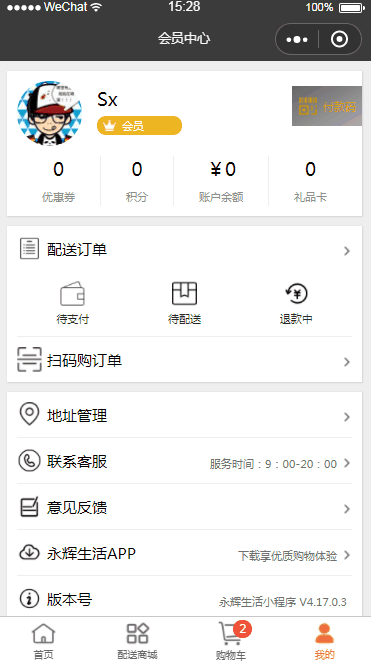 WeChat 15:28 100%
会员中心
Sx
会员
付款码
0 0 ¥0 0
优惠券 积分 账户余额 礼品卡
配送订单
待支付 待配送 退款中
扫码购订单
地址管理
联系客服 服务时间：9：00-20：00
意见反馈
永辉生活APP 下载享优质购物体验
版本号 永辉生活小程序 V4.17.0.3
2
首页 配送商城 购物车 我的